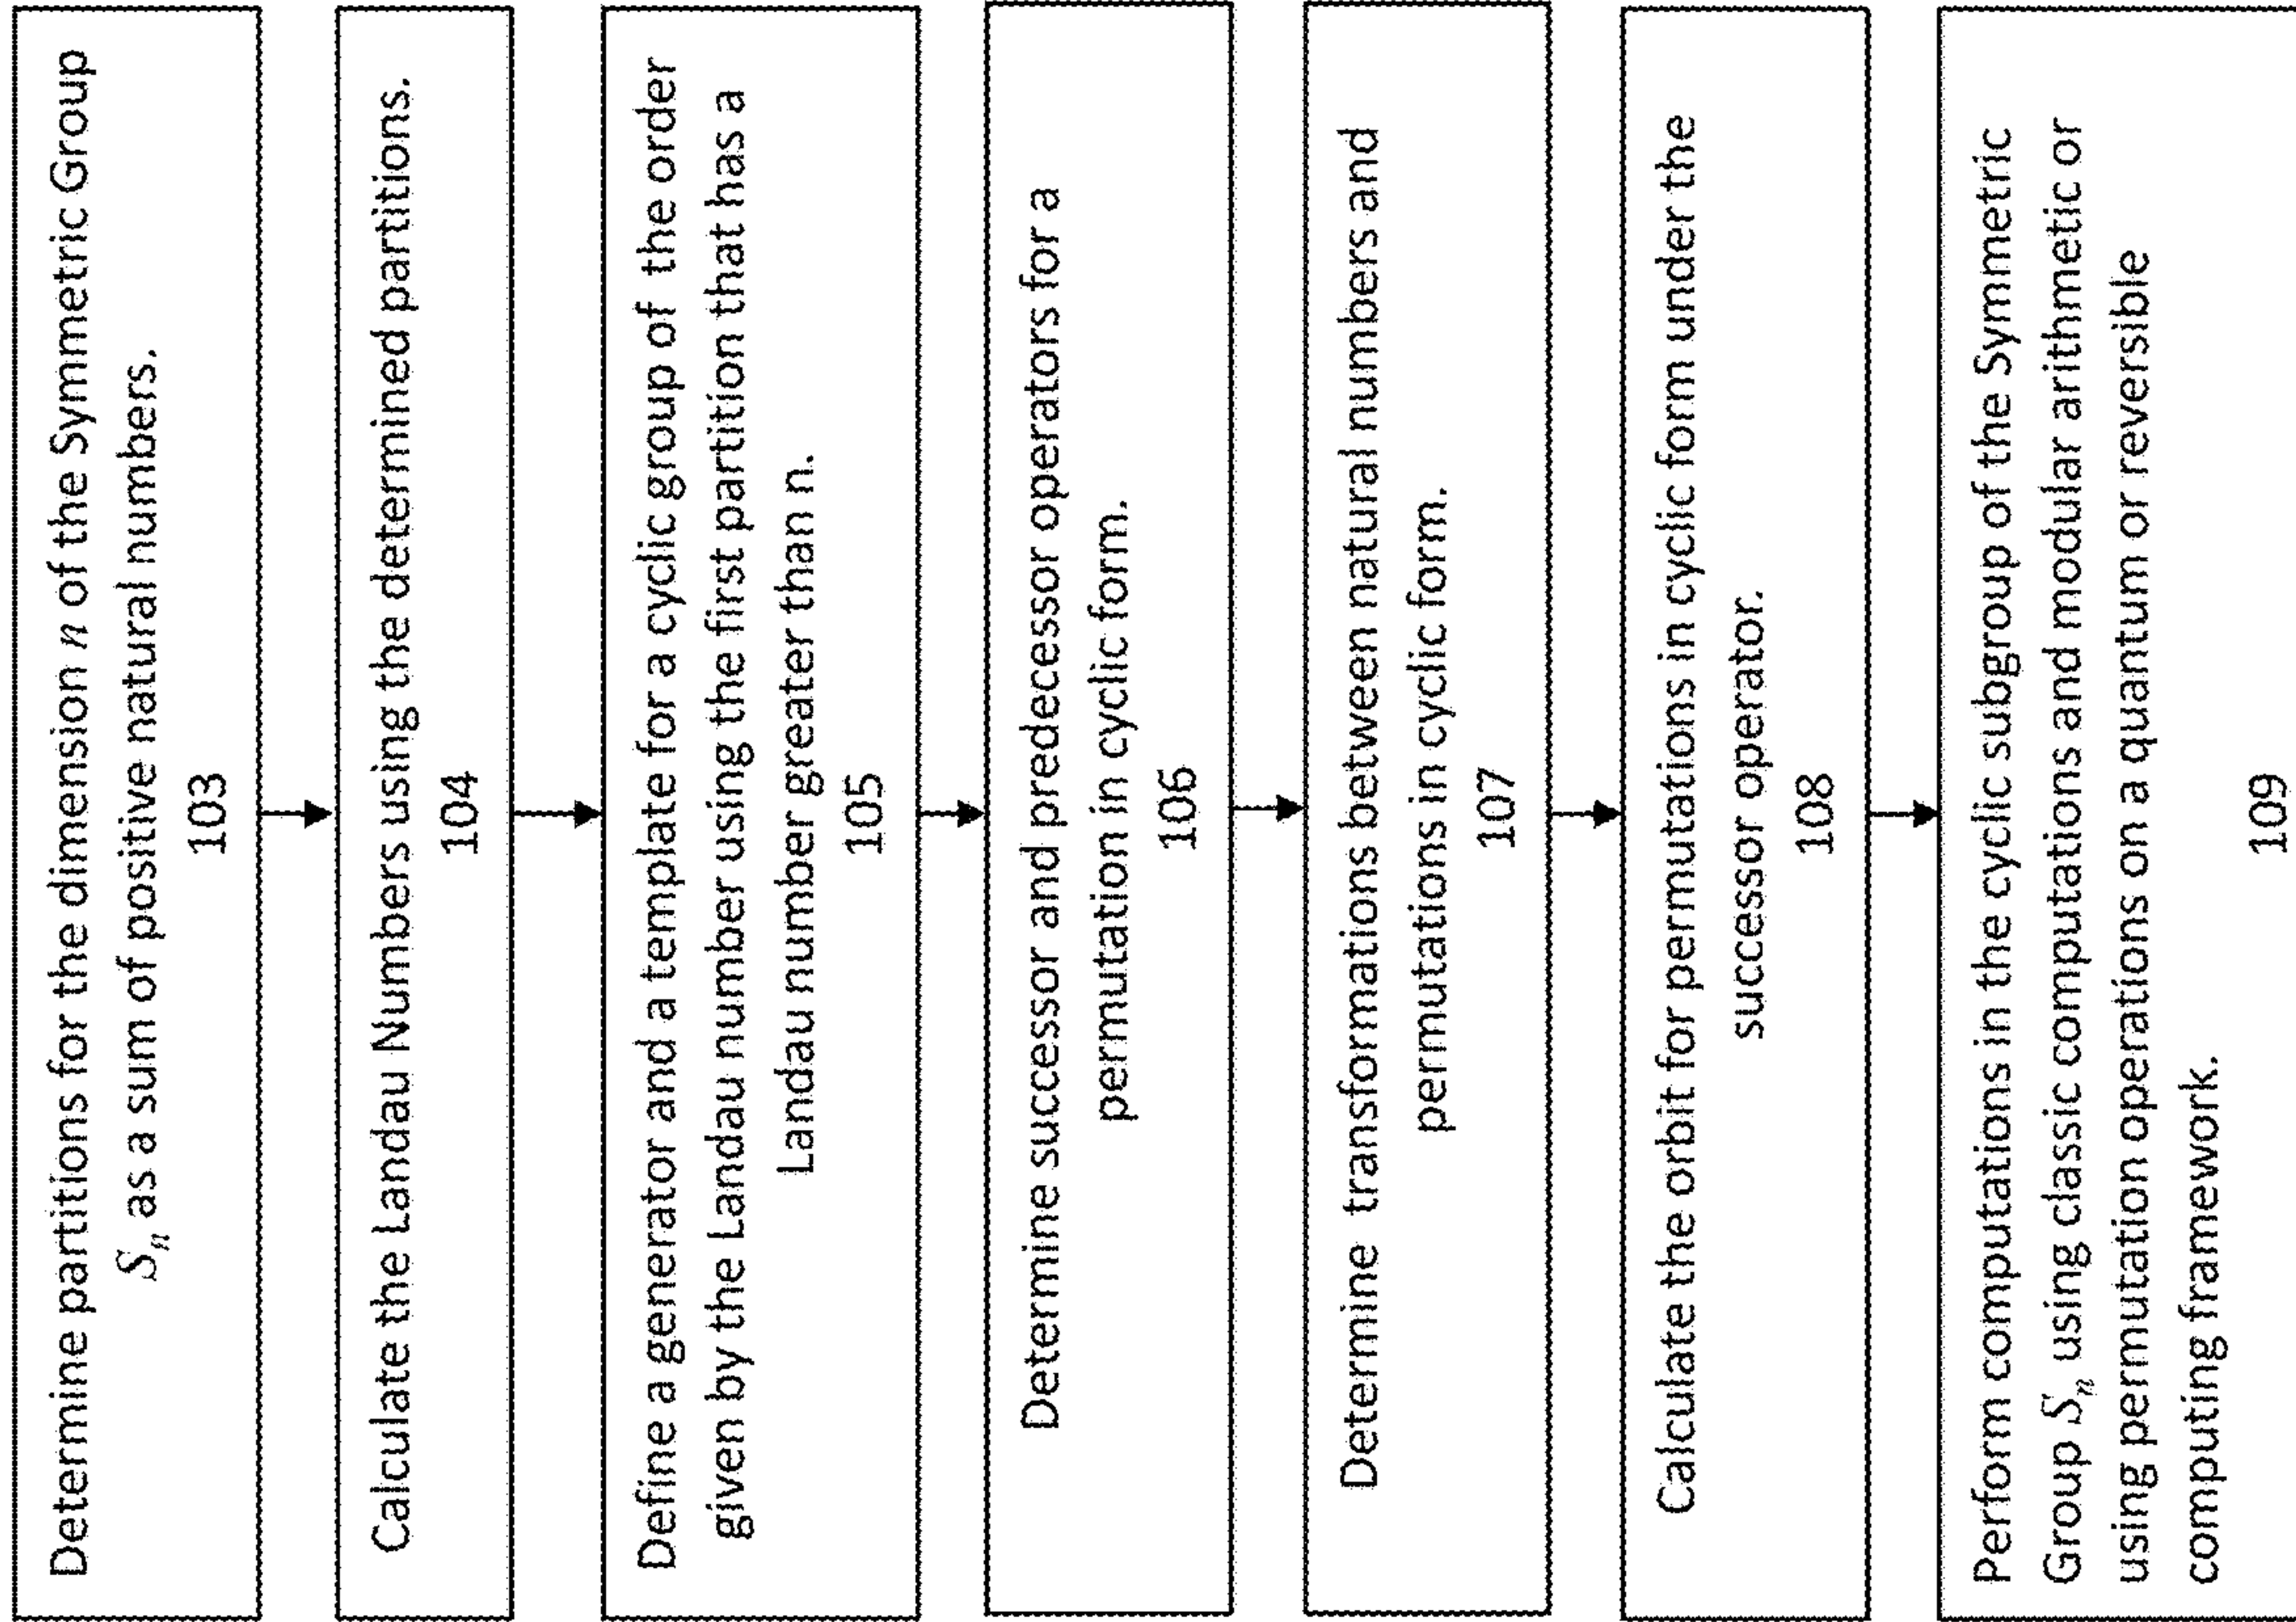 Determine partitions for the dimension n of the Symmetric Group
Sn as a sum of positive natural numbers.
103
Calculate the Landau Numbers using the determined partitions.
104
Define a generator and a template for a cyclic group of the order
given by the Landau number using the first partition that has a
Landau number greater than n.
105
Determine successor and predecessor operators for a
permutation in cyclic form.
106
Determine transformations between natural numbers and
permutations in cyclic form.
107
Calculate the orbit for permutations in cyclic form under the
successor operator.
108
Perform computations in the cyclic subgroup of the Symmetric
Group Sn using classic computations and modular arithmetic or
using permutation operations on a quantum or reversible
computing framework.
109